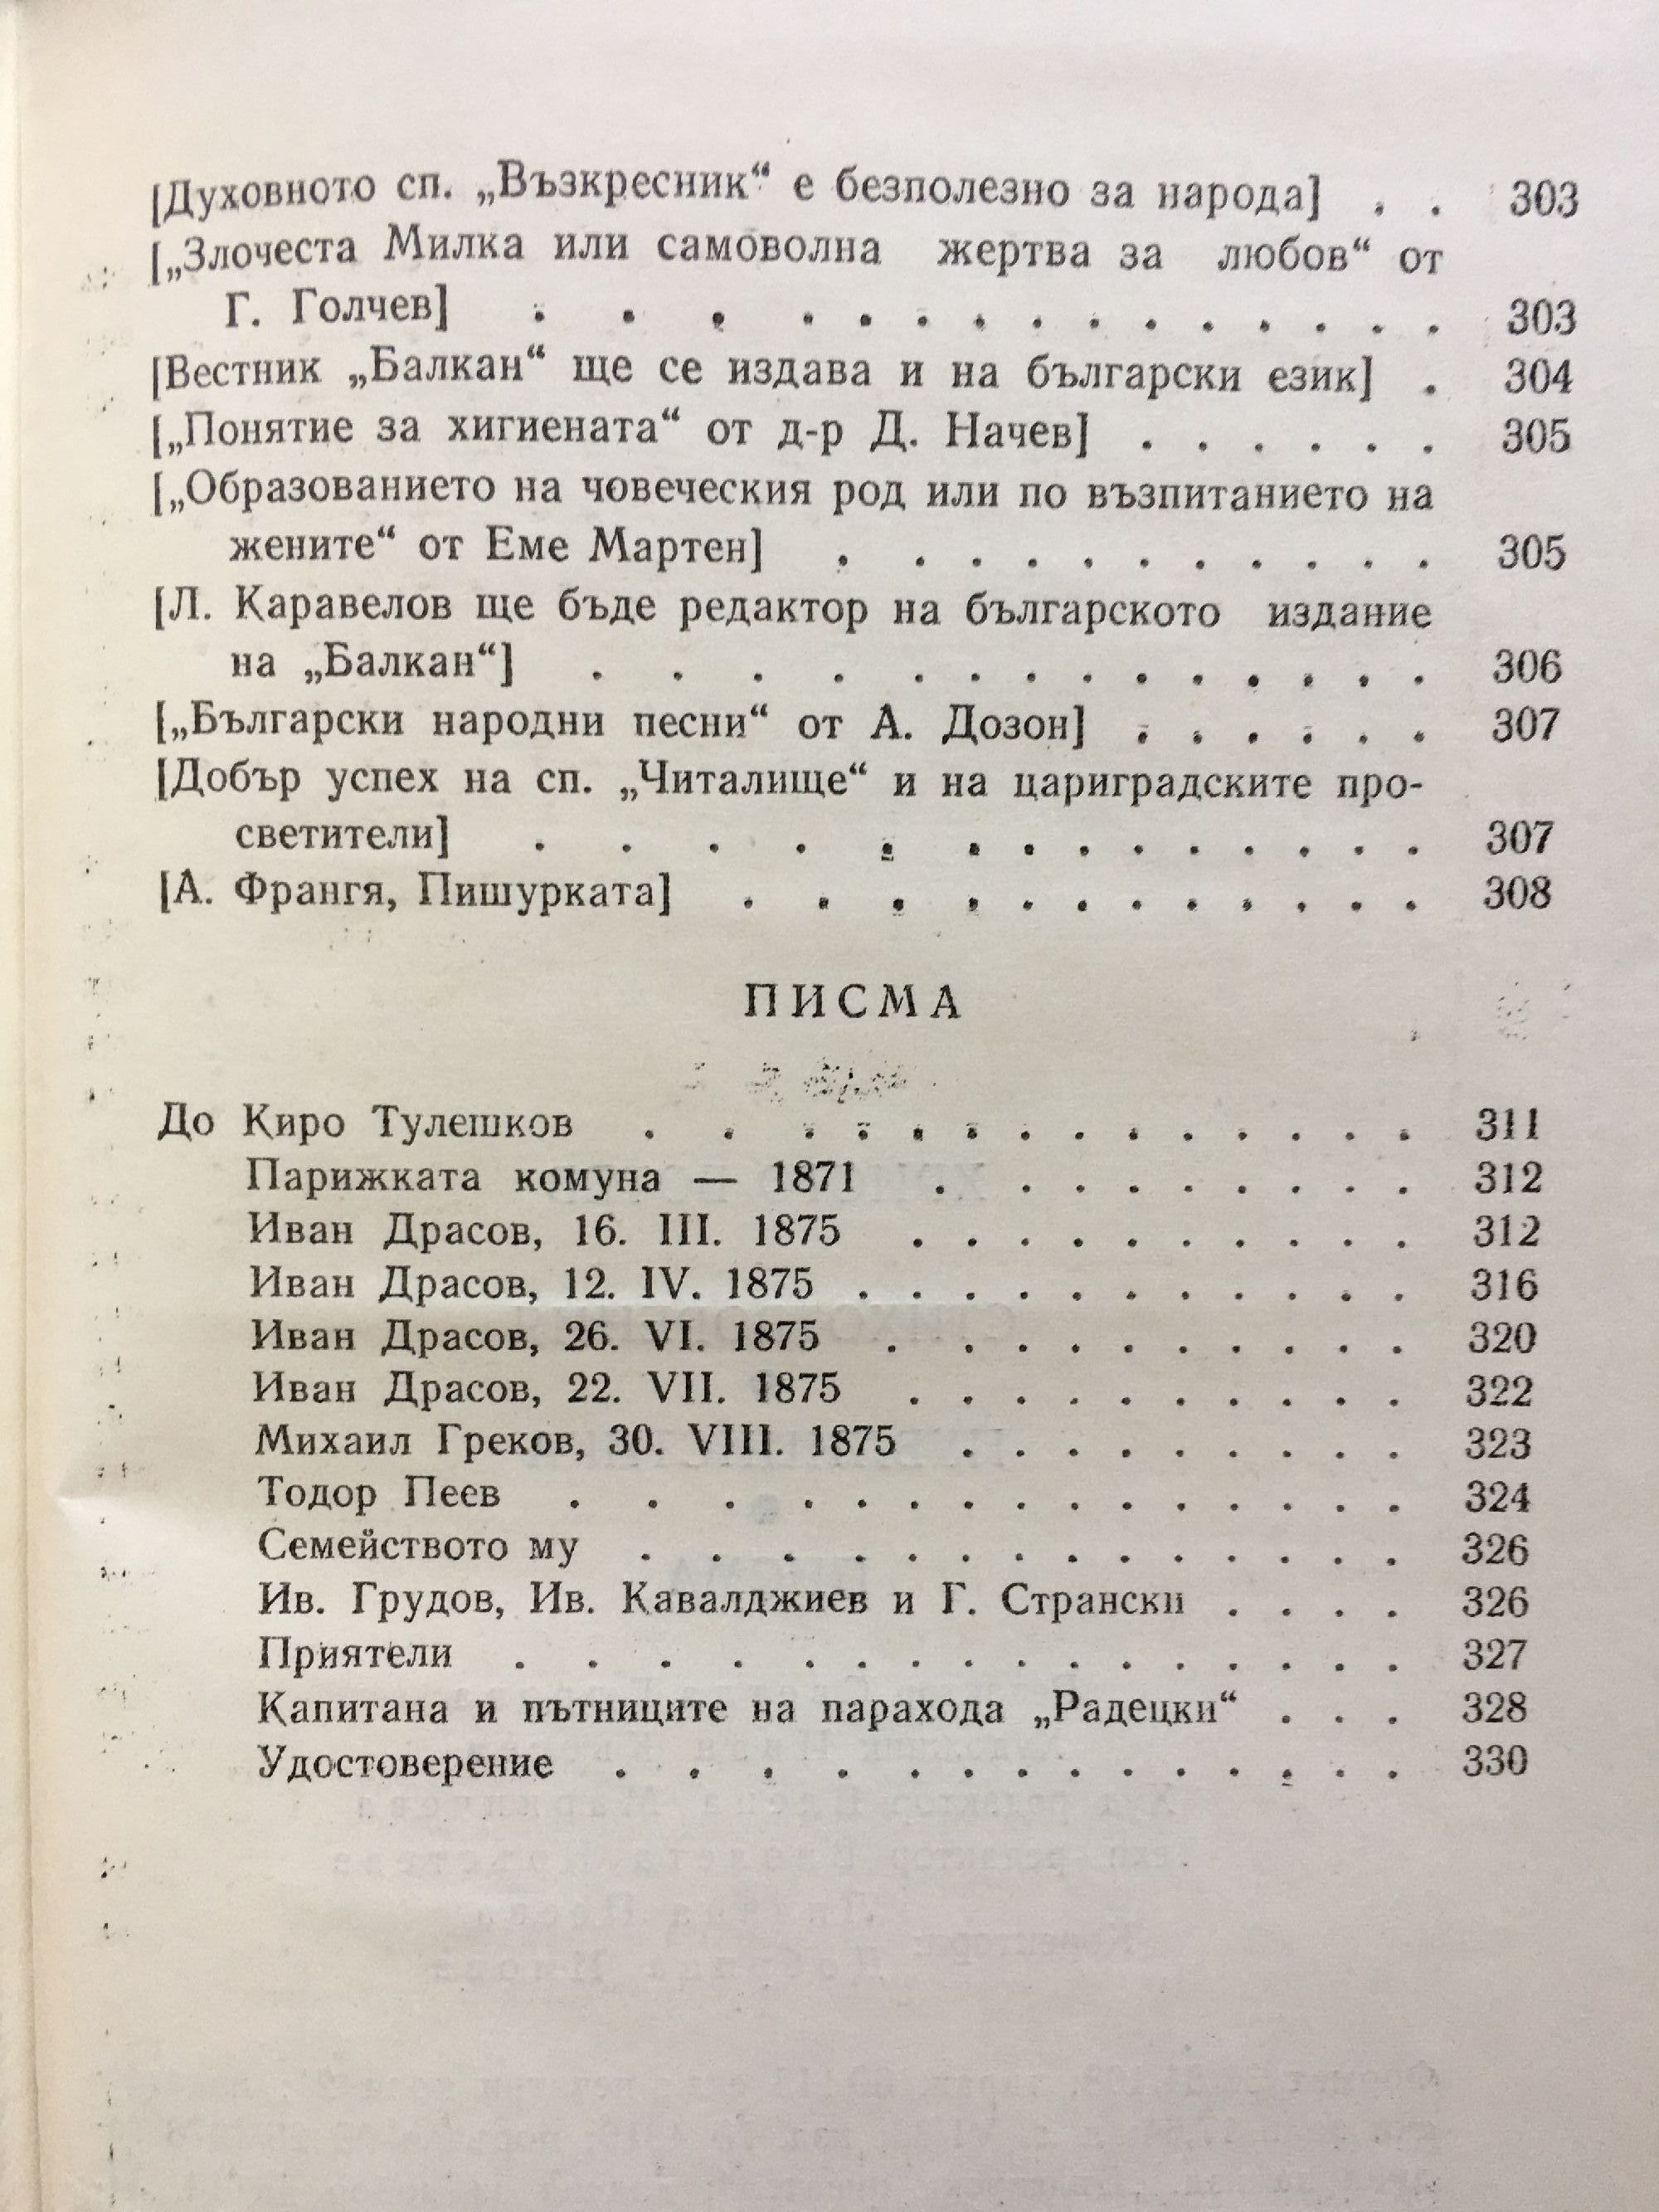 [Духовното сп. „Възкресник“ е безполезно за народа] . . 303
[„Злочеста Милка или самоволна жертва за любов“ от
Г. Голчев] . . . . . . . . . . . . . . . 303
[Вестник „Балкан“ ще се издава и на български език] . 304
[„Понятие за хигиената“ от д-р Д. Начев] . . . . . . 305
[„Образованието на човеческия род или по възпитанието на
жените“ от Еме Мартен] . . . . . . . . . . . 305
[Л. Каравелов ще бъде редактор на българското издание
на „Балкан“] . . . . . . . . . . . . . . 306
[„Български народни песни“ от А. Дозон] . . . . . . 307
[Добър успех на сп. „Читалище“ и на цариградските про-
светители] . . . . . . . . . . . . . . 307
[А. Франгя, Пишурката] . . . . . . . . . . . . 308
ПИСМА
До Киро Тулешков . . . . . . . . . . . . . . 311
Парижката комуна — 1871 . . . . . . . . . 312
Иван Драсов, 16. III. 1875 . . . . . . . . . . 312
Иван Драсов, 12. IV. 1875 . . . . . . . . . . . 316
Иван Драсов, 26. VI. 1875 . . . . . . . . . . 320
Иван Драсов, 22. VII. 1875 . . . . . . . . . . 322
Михаил Греков, 30. VIII. 1875 . . . . . . . . . 323
Тодор Пеев . . . . . . . . . . . . . . . 324
Семейството му . . . . . . . . . . . . . . 326
Ив. Грудов, Ив. Кавалджиев и Г. Странски . . . . 326
Приятели . . . . . . . . . . . . . . . . 327
Капитана и пътниците на парахода „Радецки“ . . . 328
Удостоверение . . . . . . . . . . . . . . 330